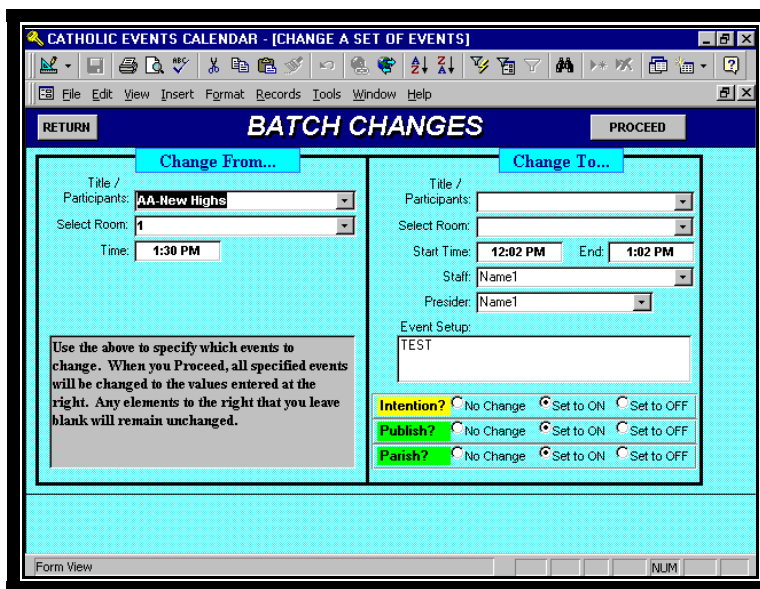 CATHOLIC EVENTS CALENDAR - [CHANGE A SET OF EVENTS]
File Edit View Insert Format Records Tools Window Help
RETURN BATCH CHANGES PROCEED
Change From...
Title /
Participants: AA-New Highs
Select Room: 1
Time: 1:30 PM
Use the above to specify which events to
change. When you Proceed, all specified events
will be changed to the values entered at the
right. Any elements to the right that you leave
blank will remain unchanged.
Change To...
Title /
Participants:
Select Room:
Start Time: 12:02 PM End: 1:02 PM
Staff: Name1
Presider: Name1
Event Setup:
TEST
Intention? No Change Set to ON Set to OFF
Publish? No Change Set to ON Set to OFF
Parish? No Change Set to ON Set to OFF
Form View NUM